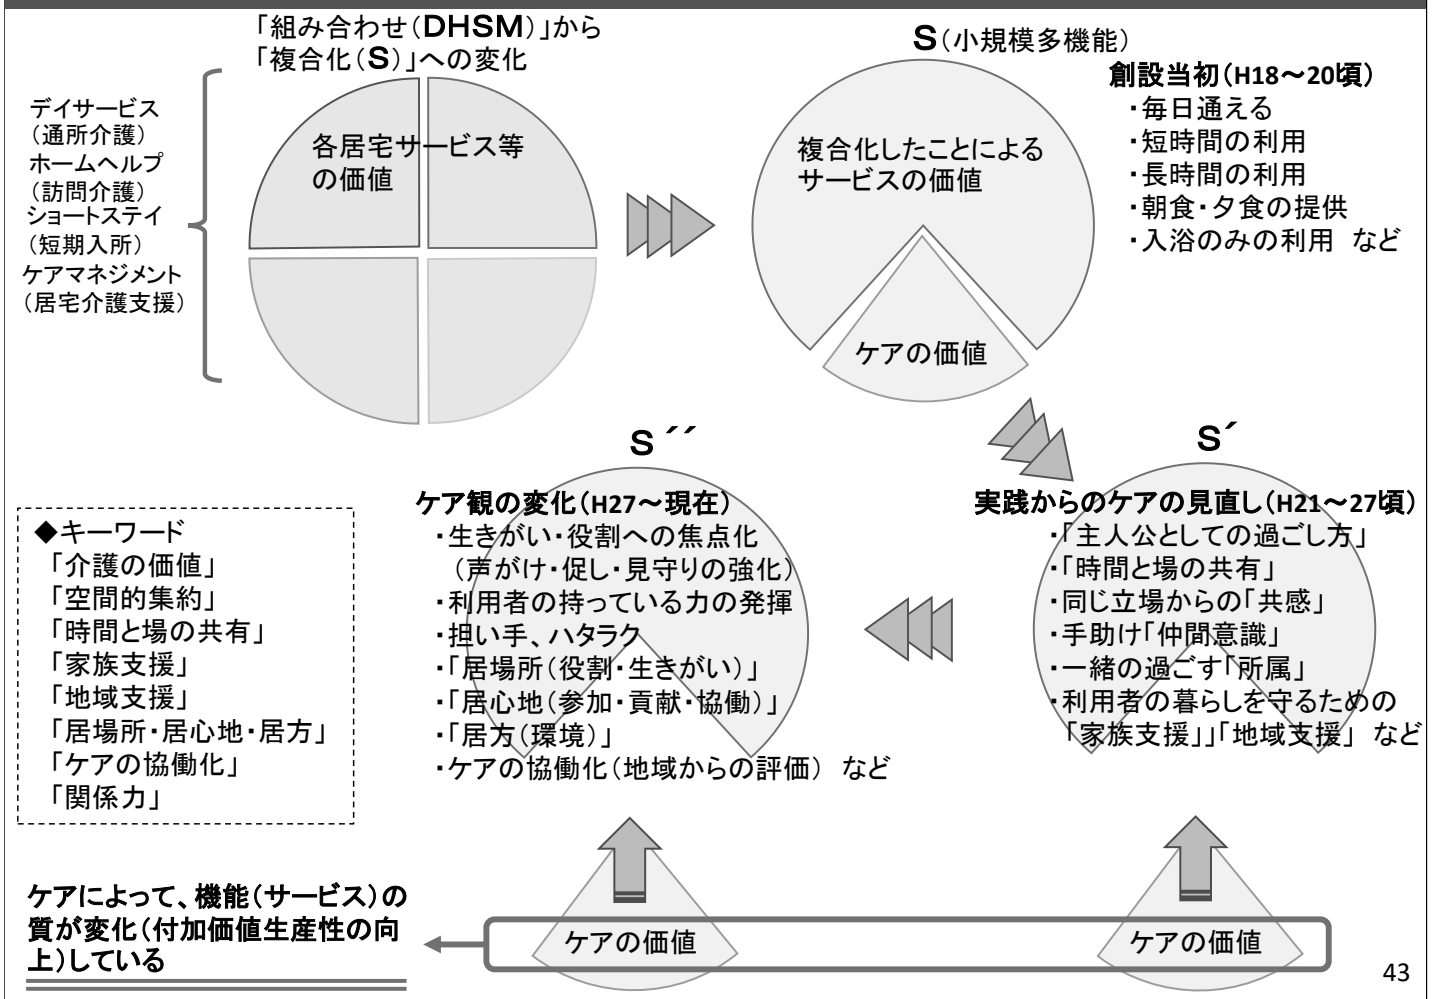 「組み合わせ（DHSM）」から
「複合化（S）」への変化
デイサービス
（通所介護）
ホームヘルプ
（訪問介護）
ショートステイ
（短期入所）
ケアマネジメント
（居宅介護支援）
各居宅サービス等
の価値
S（小規模多機能）
複合化したことによる
サービスの価値
ケアの価値
創設当初（H18～20頃）
・毎日通える
・短時間の利用
・長時間の利用
・朝食・夕食の提供
・入浴のみの利用 など
S´
実践からのケアの見直し（H21～27頃）
・「主人公としての過ごし方」
・「時間と場の共有」
・同じ立場からの「共感」
・手助け「仲間意識」
・一緒の過ごす「所属」
・利用者の暮らしを守るための
「家族支援」」「地域支援」 など
ケアの価値
S´´
ケア観の変化（H27～現在）
・生きがい・役割への焦点化
（声がけ・促し・見守りの強化）
・利用者の持っている力の発揮
・担い手、ハタラク
・「居場所（役割・生きがい）」
・「居心地（参加・貢献・協働）」
・「居方（環境）」
・ケアの協働化（地域からの評価） など
ケアの価値
◆キーワード
「介護の価値」
「空間的集約」
「時間と場の共有」
「家族支援」
「地域支援」
「居場所・居心地・居方」
「ケアの協働化」
「関係力」
ケアによって、機能（サービス）の
質が変化（付加価値生産性の向
上）している
43